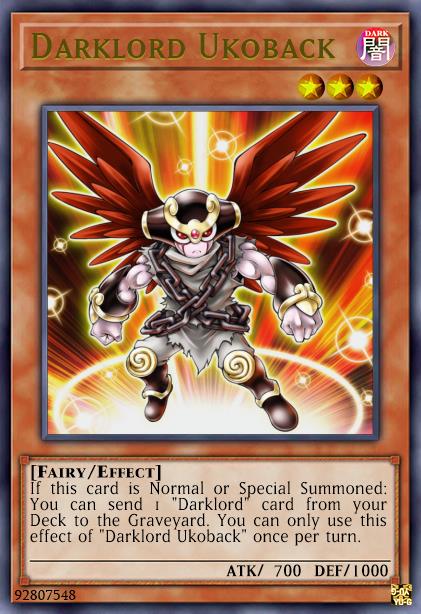 Darklord Ukoback
DARK
闇
[Fairy/Effect]
If this card is Normal or Special Summoned:
You can send 1 "Darklord" card from your
Deck to the Graveyard. You can only use this
effect of "Darklord Ukoback" once per turn.
ATK/ 700 DEF/1000
92807548